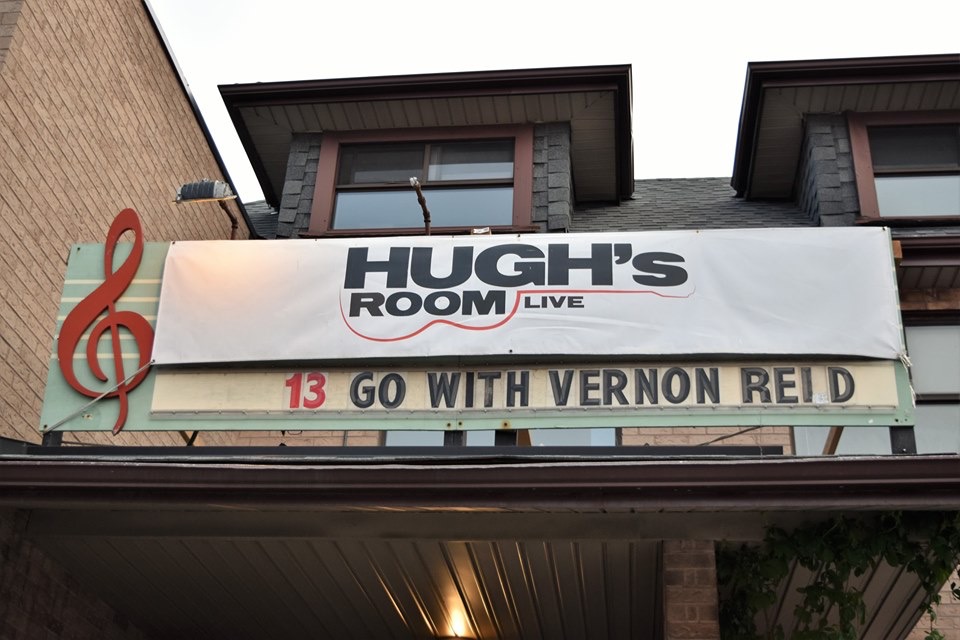 HUGH'S
ROOM LIVE
13 GO WITH VERNON REID